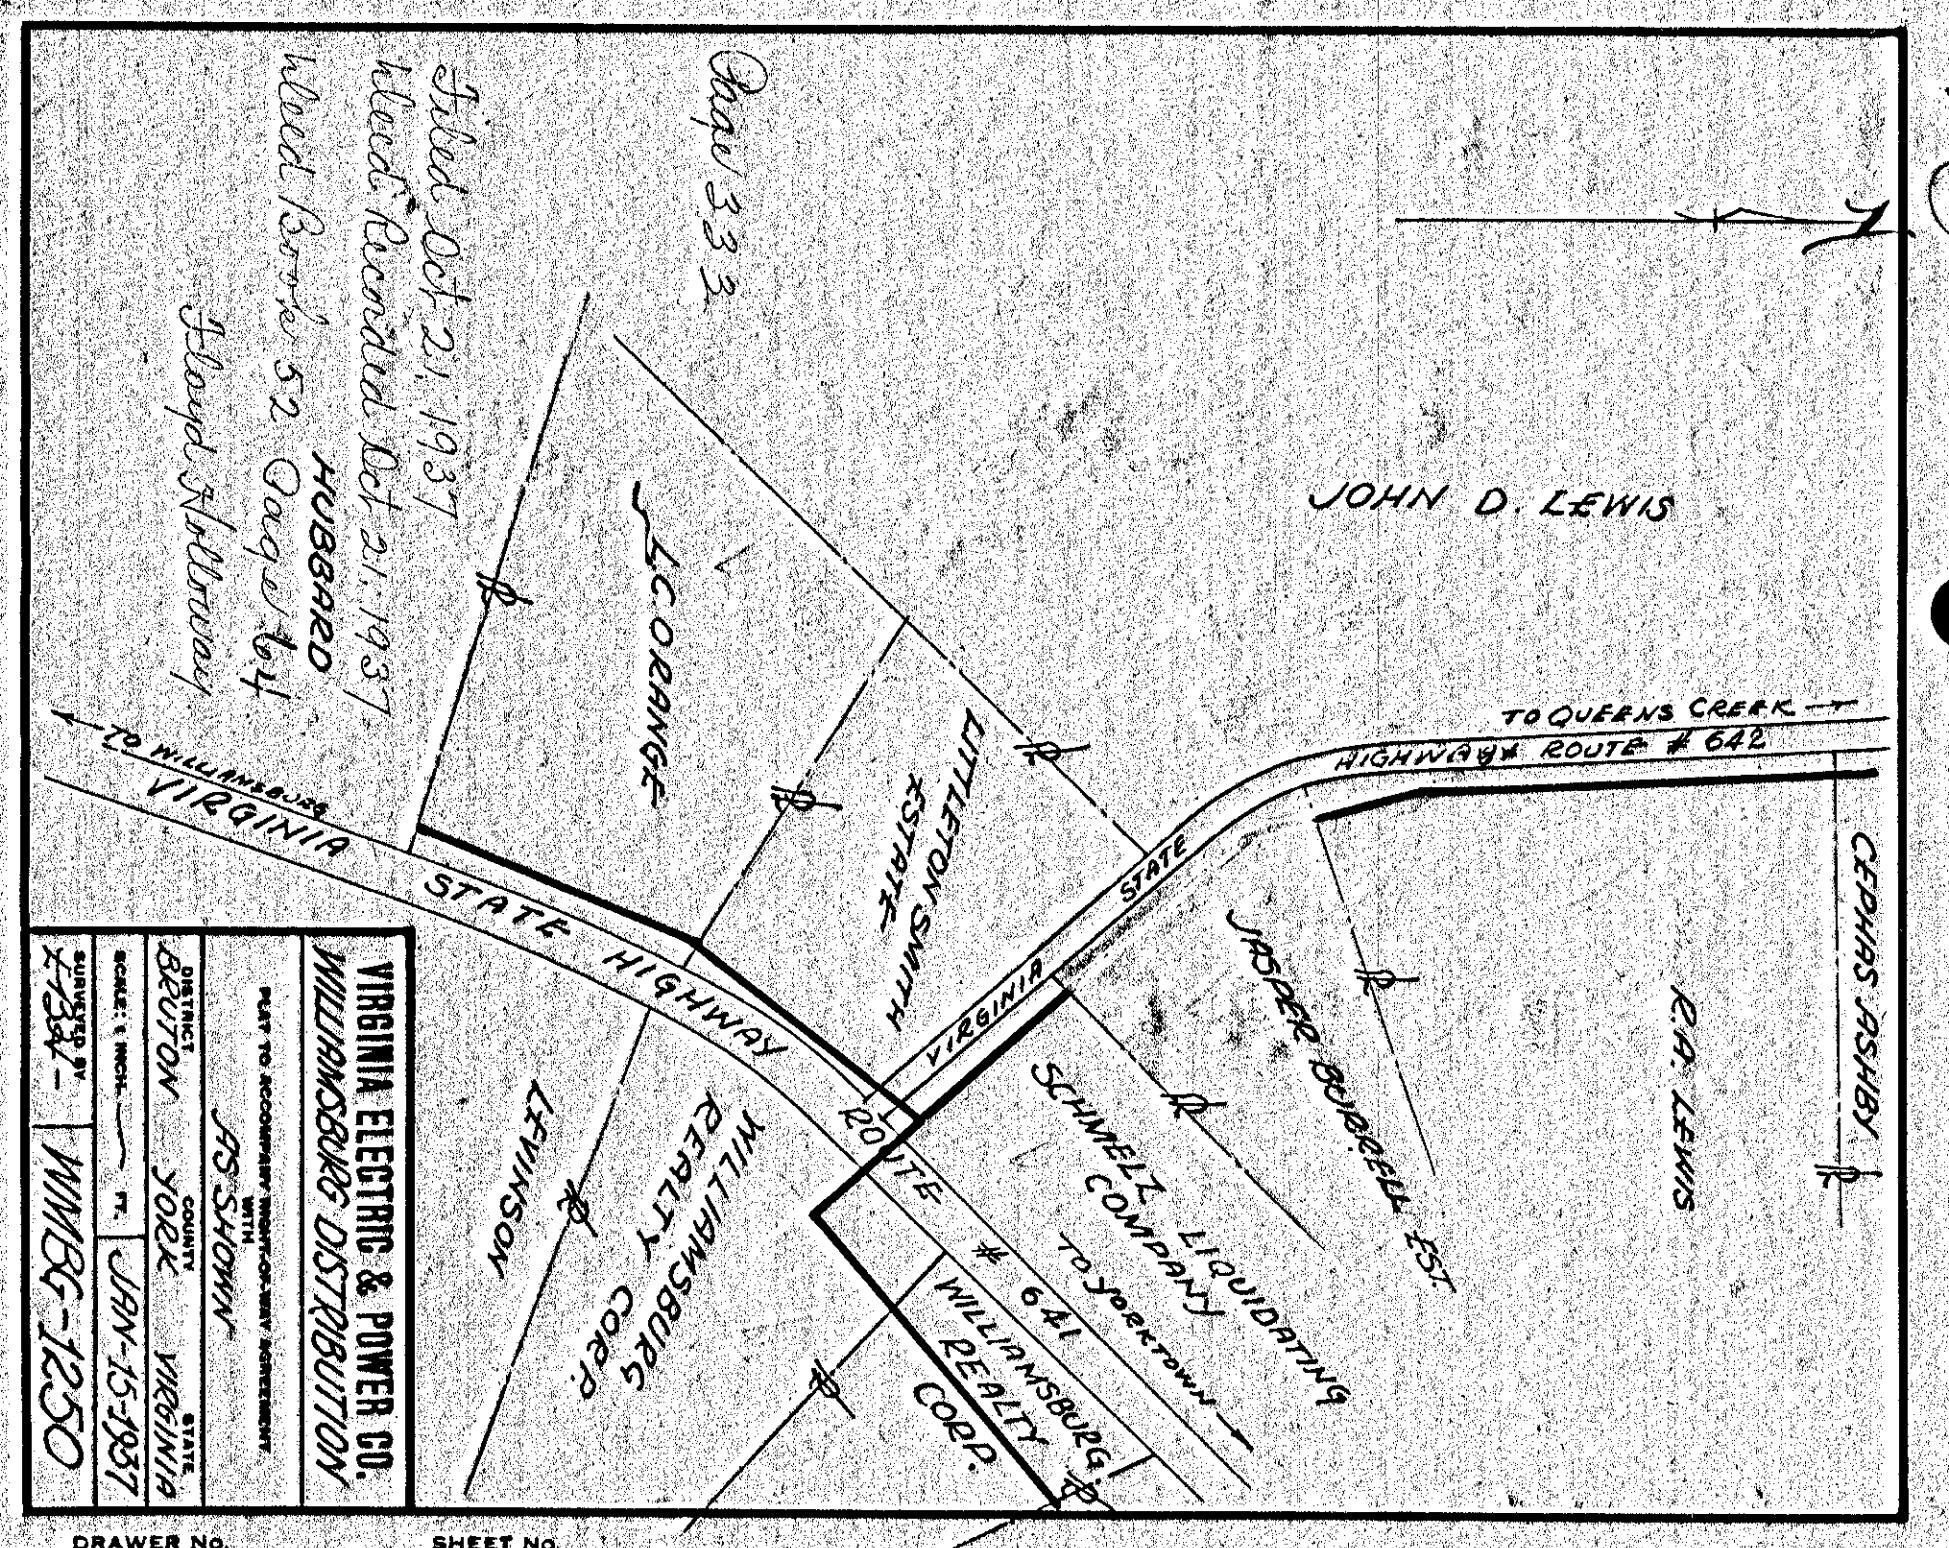 Page 333
Filed Oct. 21, 1937
Deed Recorded Oct 21, 1937
Deed Book 52 Page 64
Floyd Holloway
HUBBARD
L.C. ORANGE
LITTLETON SMITH
ESTATE
JOHN D. LEWIS
TO QUEENS CREEK
VIRGINIA STATE HIGHWAY ROUTE # 642
CEPHAS ASHBY
R.A. LEWIS
JASPER BURRELL EST.
SCHMELZ LIQUIDATING
COMPANY
TO WILLIAMSBURG
VIRGINIA STATE HIGHWAY ROUTE # 641
TO YORKTOWN
WILLIAMSBURG
REALTY
CORP.
WILLIAMSBURG
REALTY CORP.
LEVINSON
VIRGINIA ELECTRIC & POWER CO.
WILLIAMSBURG DISTRIBUTION
PLAT TO ACCOMPANY RIGHT-OF-WAY AGREEMENT
WITH
AS SHOWN
DISTRICT COUNTY STATE
BRUTON YORK VIRGINIA
SCALE: 1 INCH FT. JAN-15-1937
SURVEYED BY
WMBG-1250
DRAWER No. SHEET No.